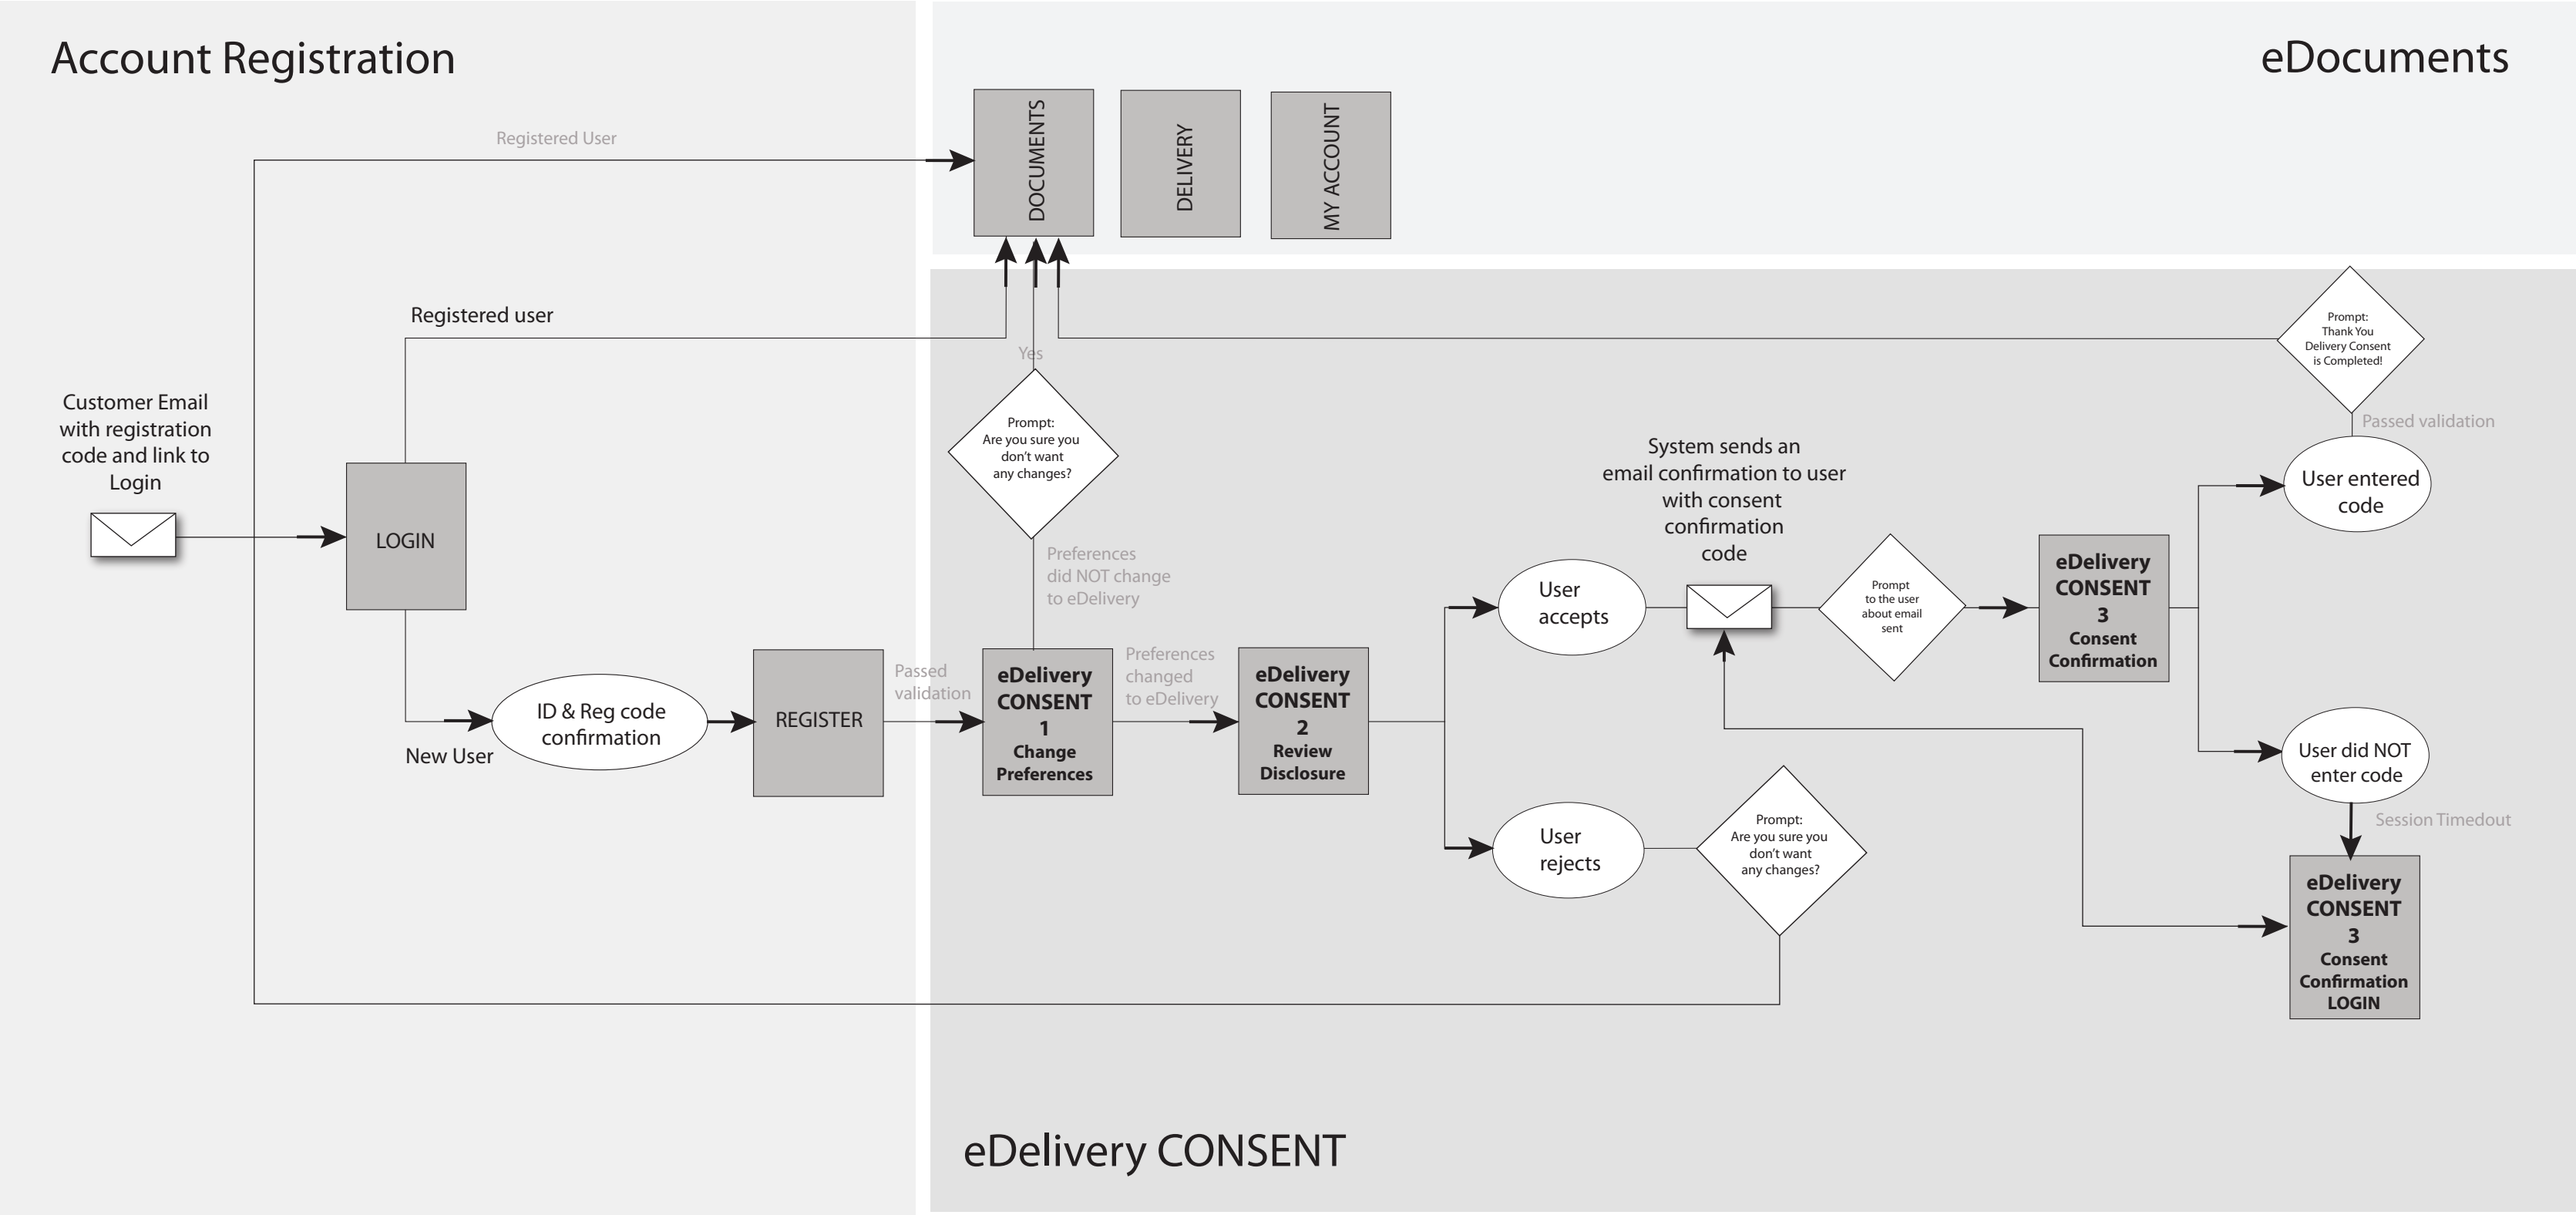 Account Registration
eDocuments
Registered User
DOCUMENTS
DELIVERY
MY ACCOUNT
Registered user
Yes
Prompt:
Thank You
Delivery Consent
is Completed!
Customer Email
with registration
code and link to
Login
Prompt:
Are you sure you
don't want
any changes?
Passed validation
System sends an
email confirmation to user
with consent
confirmation
code
User entered
code
LOGIN
Preferences
did NOT change
to eDelivery
User
accepts
Prompt
to the user
about email
sent
eDelivery
CONSENT
3
Consent
Confirmation
ID & Reg code
confirmation
New User
REGISTER
Passed
validation
eDelivery
CONSENT
1
Change
Preferences
Preferences
changed
to eDelivery
eDelivery
CONSENT
2
Review
Disclosure
User did NOT
enter code
User
rejects
Prompt:
Are you sure you
don't want
any changes?
Session Timedout
eDelivery
CONSENT
3
Consent
Confirmation
LOGIN
eDelivery CONSENT